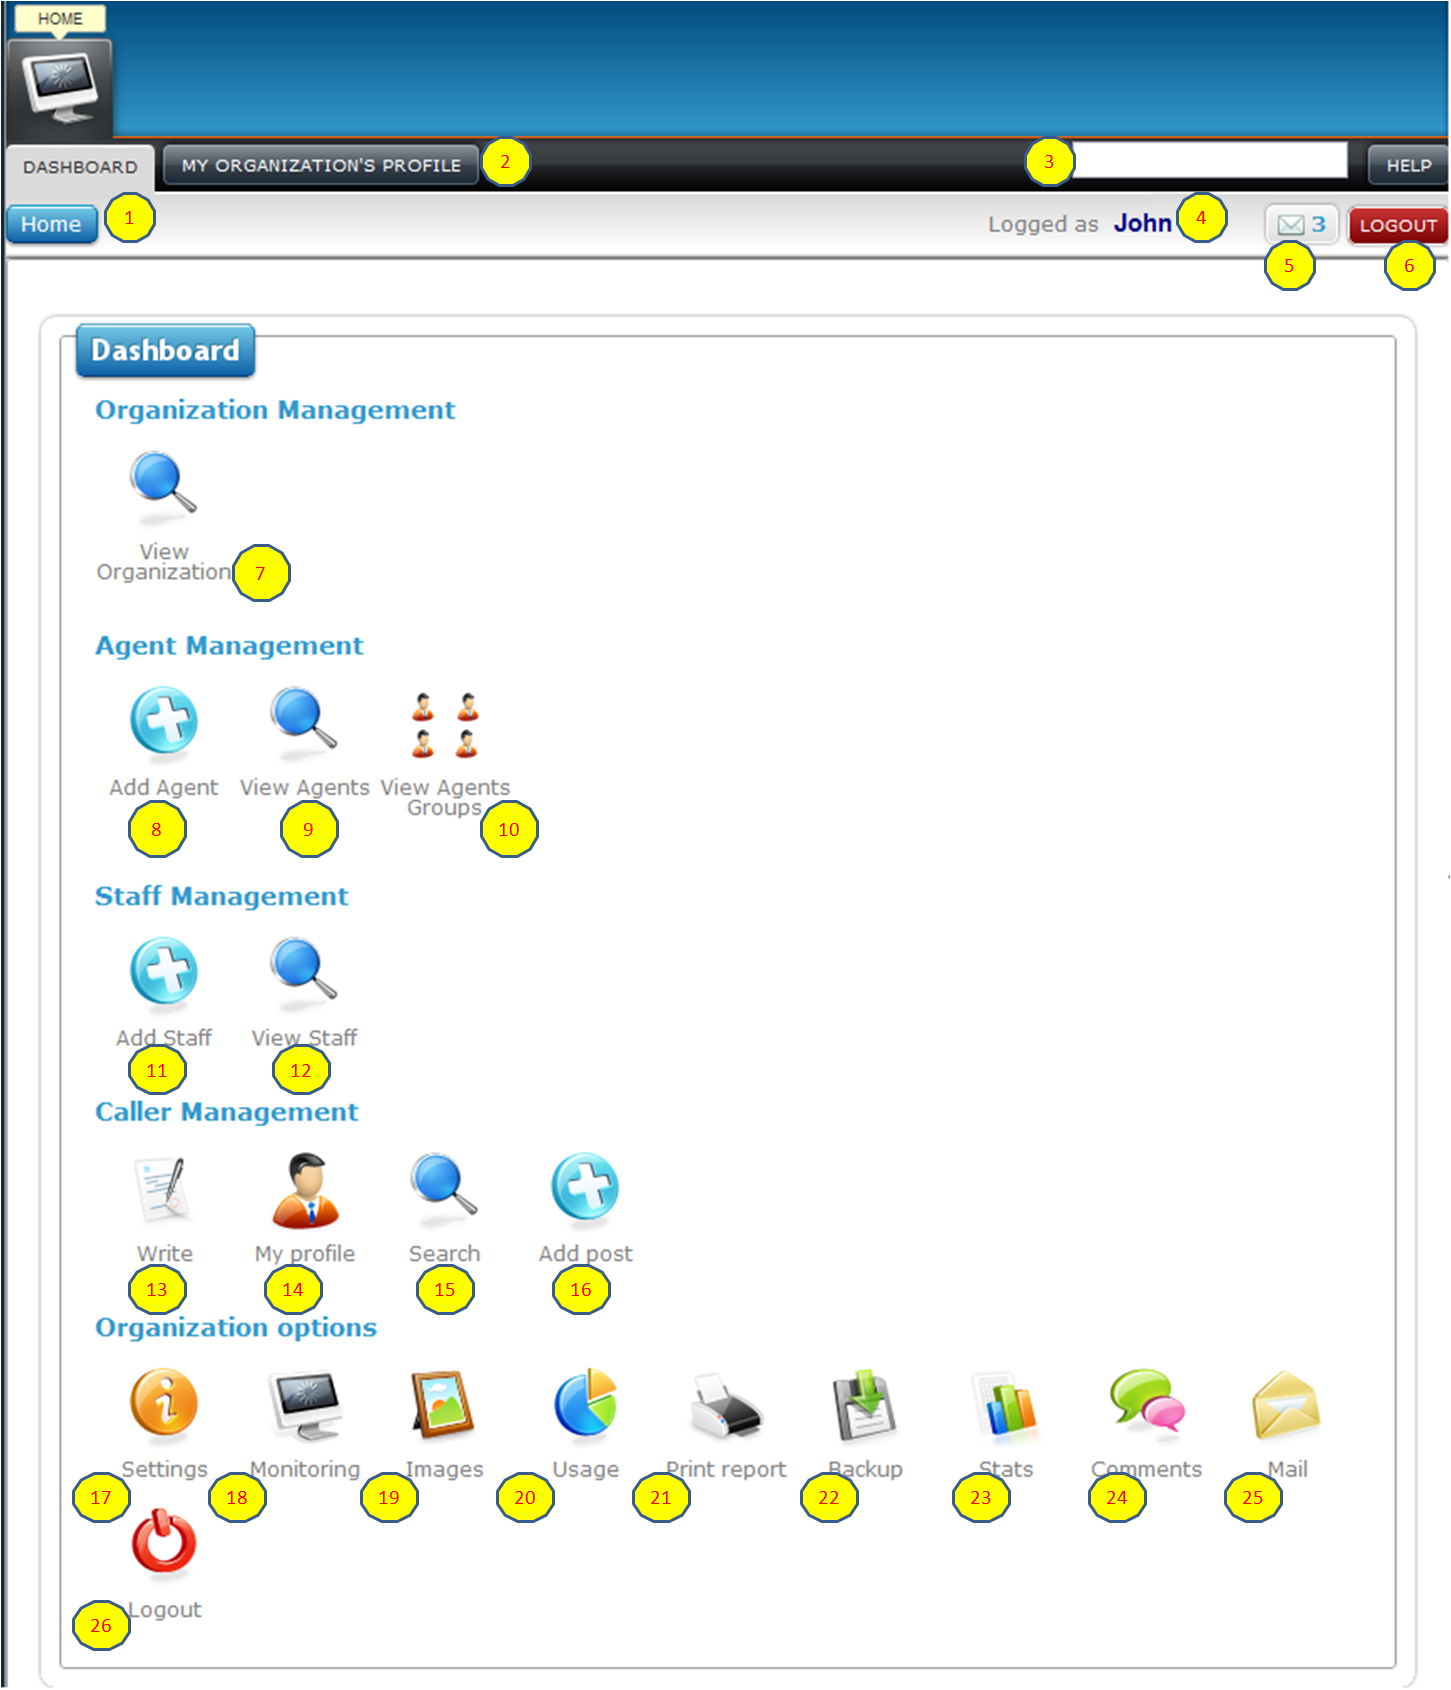 HOME
DASHBOARD
MY ORGANIZATION'S PROFILE
2
3
HELP
Home
1
Logged as John
4
3
LOGOUT
5
6
Dashboard
Organization Management
View
Organization
7
Agent Management
Add Agent
View Agents
View Agents
Groups
8
9
10
Staff Management
Add Staff
View Staff
11
12
Caller Management
Write
My profile
Search
Add post
13
14
15
16
Organization options
Settings
Monitoring
Images
Usage
Print report
Backup
Stats
Comments
Mail
17
18
19
20
21
22
23
24
25
Logout
26